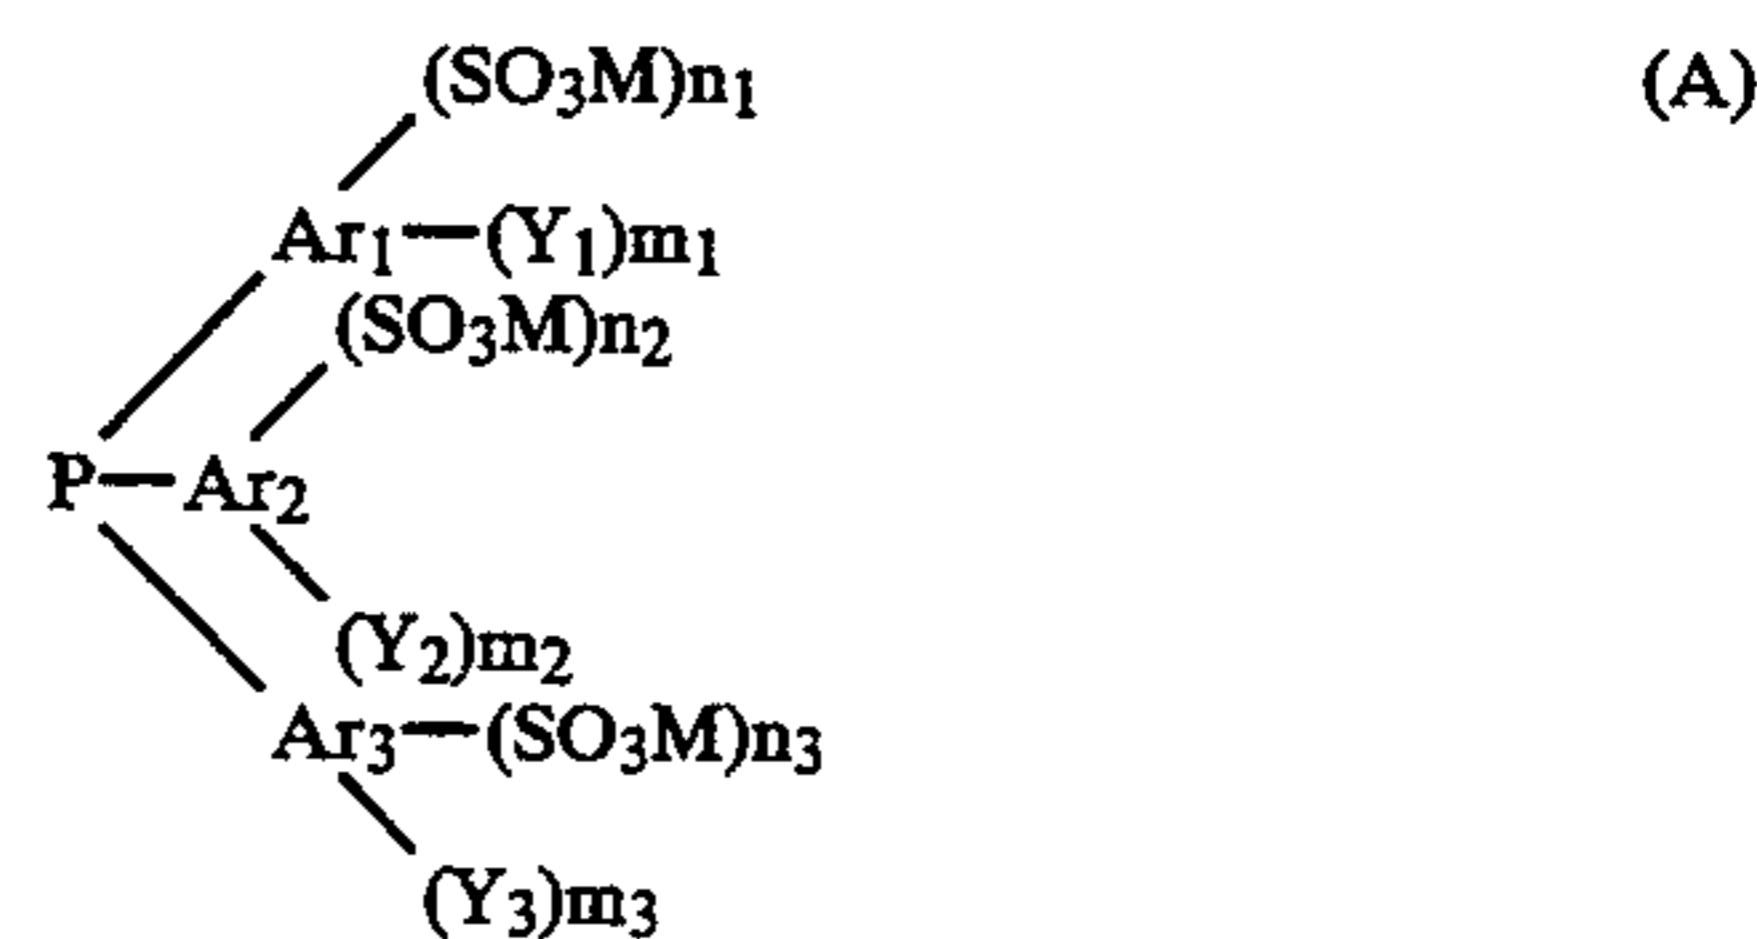 (SO₃M)n₁ (A)
Ar₁—(Y₁)m₁
(SO₃M)n₂
P—Ar₂
(Y₂)m₂
Ar₃—(SO₃M)n₃
(Y₃)m₃